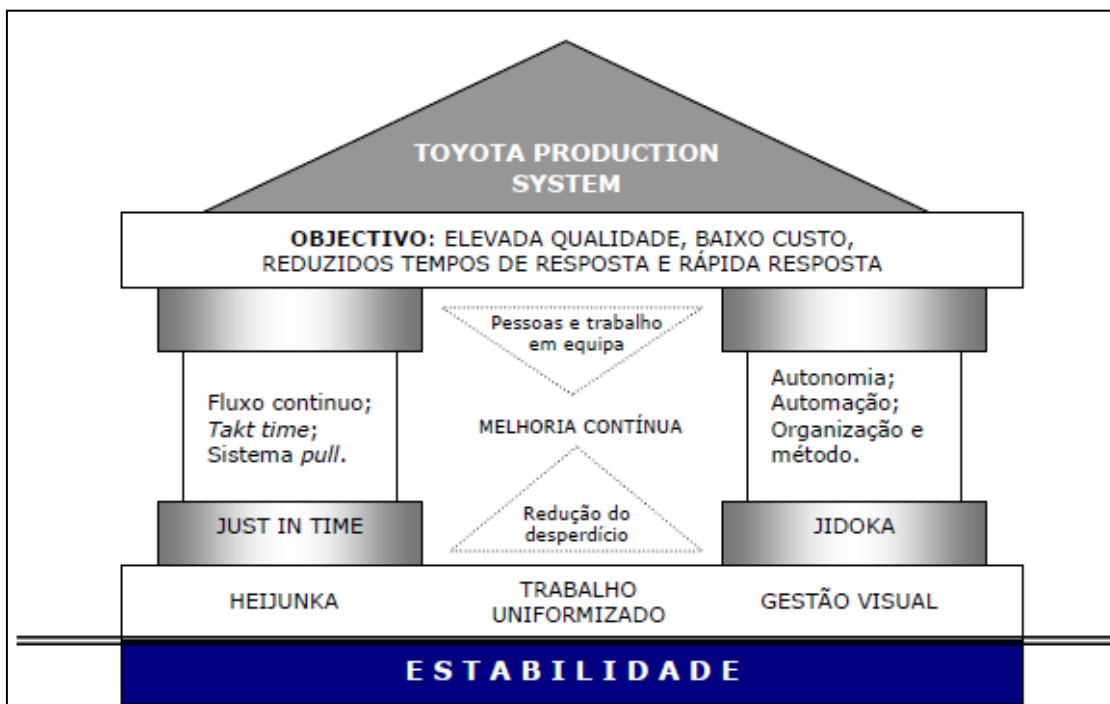 TOYOTA PRODUCTION
SYSTEM
OBJECTIVO: ELEVADA QUALIDADE, BAIXO CUSTO,
REDUZIDOS TEMPOS DE RESPOSTA E RÁPIDA RESPOSTA
Fluxo continuo;
Takt time;
Sistema pull.
JUST IN TIME
Pessoas e trabalho
em equipa
MELHORIA CONTÍNUA
Redução do
desperdício
Autonomia;
Automação;
Organização e
método.
JIDOKA
HEIJUNKA
TRABALHO
UNIFORMIZADO
GESTÃO VISUAL
ESTABILIDADE